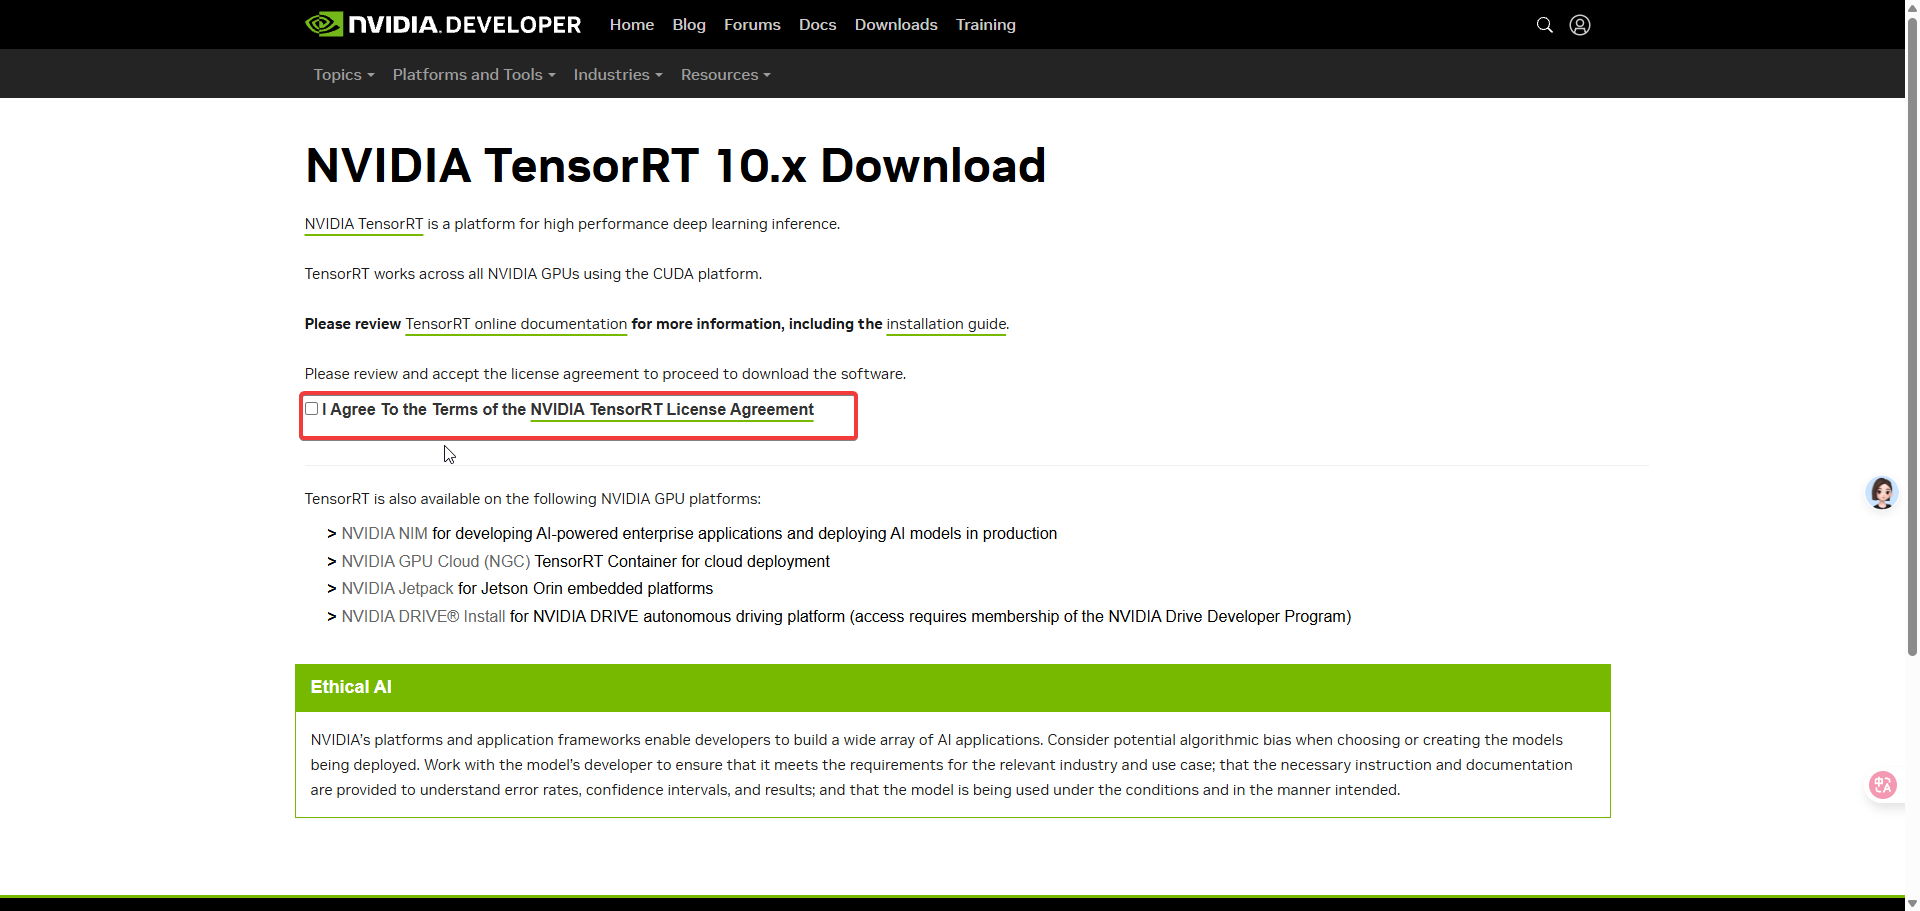 NVIDIA. DEVELOPER Home Blog Forums Docs Downloads Training
Topics Platforms and Tools Industries Resources
NVIDIA TensorRT 10.x Download
NVIDIA TensorRT is a platform for high performance deep learning inference.
TensorRT works across all NVIDIA GPUs using the CUDA platform.
Please review TensorRT online documentation for more information, including the installation guide.
Please review and accept the license agreement to proceed to download the software.
I Agree To the Terms of the NVIDIA TensorRT License Agreement
TensorRT is also available on the following NVIDIA GPU platforms:
> NVIDIA NIM for developing AI-powered enterprise applications and deploying AI models in production
> NVIDIA GPU Cloud (NGC) TensorRT Container for cloud deployment
> NVIDIA Jetpack for Jetson Orin embedded platforms
> NVIDIA DRIVE® Install for NVIDIA DRIVE autonomous driving platform (access requires membership of the NVIDIA Drive Developer Program)
Ethical AI
NVIDIA's platforms and application frameworks enable developers to build a wide array of AI applications. Consider potential algorithmic bias when choosing or creating the models
being deployed. Work with the model's developer to ensure that it meets the requirements for the relevant industry and use case; that the necessary instruction and documentation
are provided to understand error rates, confidence intervals, and results; and that the model is being used under the conditions and in the manner intended.
中A